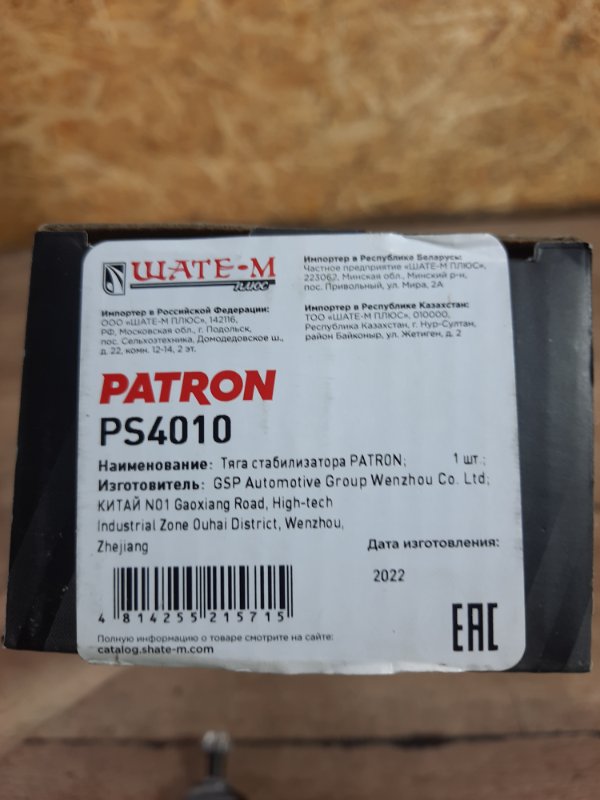 ШАТЕ-М
ПЛЮС
Импортер в Российской Федерации:
ООО «ШАТЕ-М ПЛЮС», 142116,
РФ, Московская обл., г. Подольск,
пос. Сельхозтехника, Домодедовское ш.,
д. 22, комн. 12-14, 2 эт.
Импортер в Республике Беларусь:
Частное предприятие «ШАТЕ-М ПЛЮС»,
223062, Минская обл., Минский р-н,
пос. Привольный, ул. Мира, 2А
Импортер в Республике Казахстан:
ТОО «ШАТЕ-М ПЛЮС», 010000,
Республика Казахстан, г. Нур-Султан,
район Байконыр, ул. Жетиген, д. 2
PATRON
PS4010
Наименование: Тяга стабилизатора PATRON; 1 шт.;
Изготовитель: GSP Automotive Group Wenzhou Co. Ltd;
КИТАЙ NO1 Gaoxiang Road, High-tech
Industrial Zone Ouhai District, Wenzhou,
Zhejiang
Дата изготовления:
2022
4 814255 215715
EAC
Полную информацию о товаре смотрите на сайте:
catalog.shate-m.com